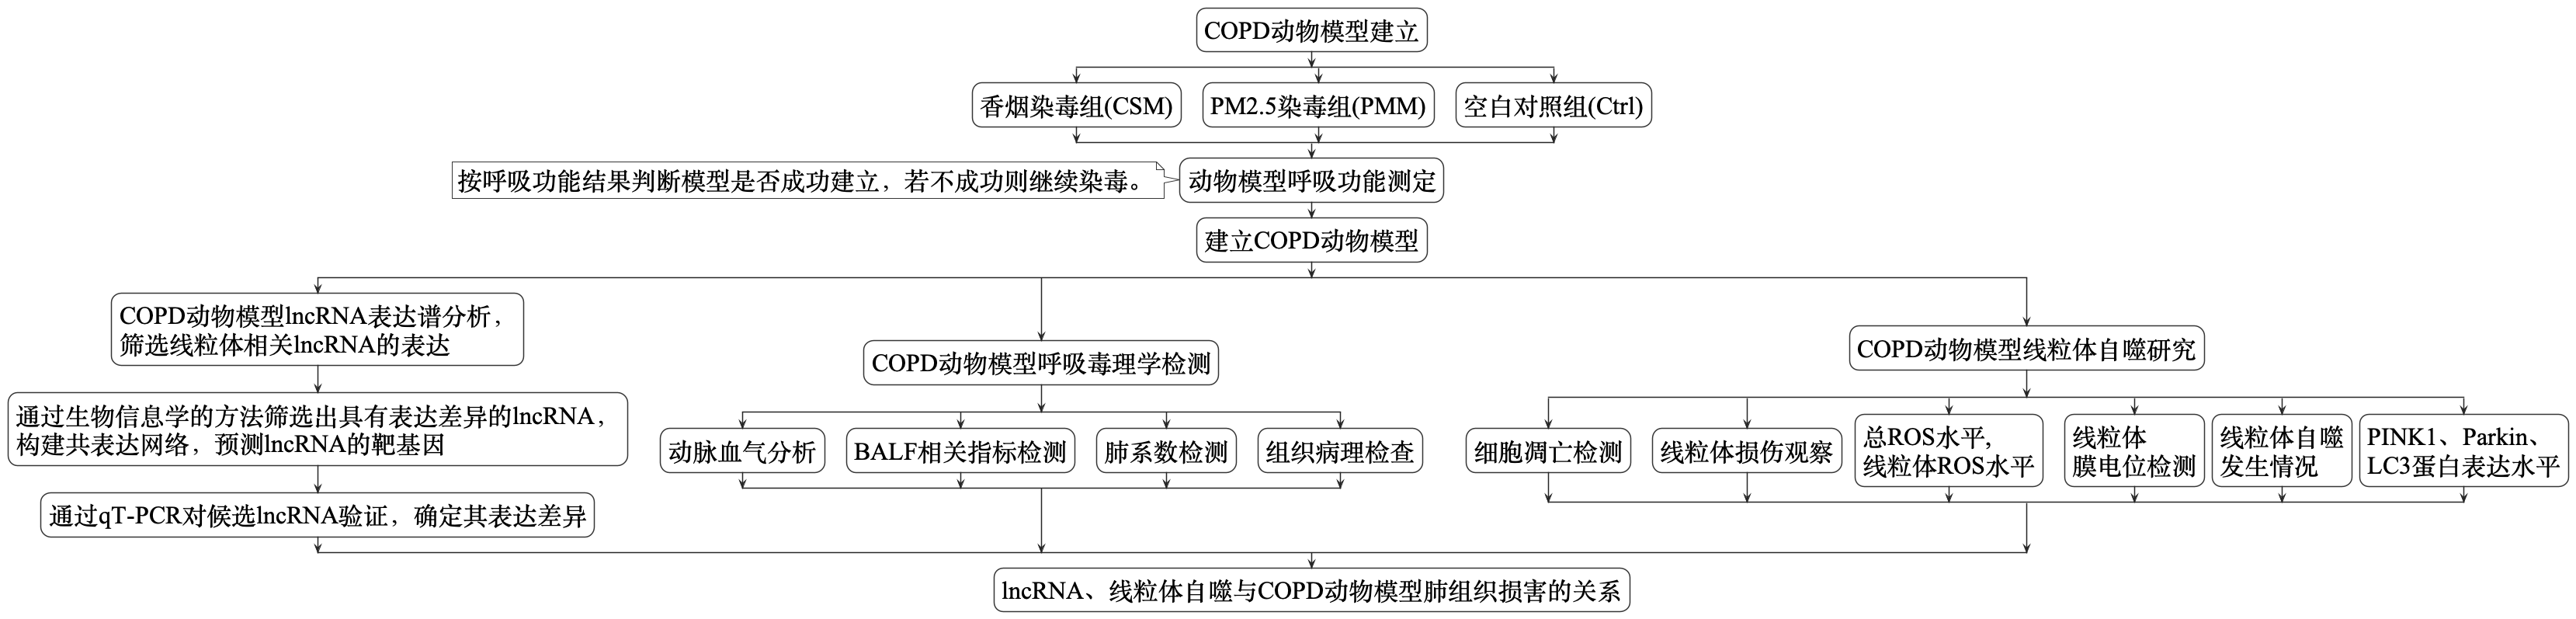 COPD动物模型建立
香烟染毒组(CSM)
PM2.5染毒组(PMM)
空白对照组(Ctrl)
按呼吸功能结果判断模型是否成功建立，若不成功则继续染毒。
动物模型呼吸功能测定
建立COPD动物模型
COPD动物模型lncRNA表达谱分析，
筛选线粒体相关lncRNA的表达
通过生物信息学的方法筛选出具有表达差异的lncRNA，
构建共表达网络，预测lncRNA的靶基因
通过qT-PCR对候选lncRNA验证，确定其表达差异
COPD动物模型呼吸毒理学检测
动脉血气分析
BALF相关指标检测
肺系数检测
组织病理检查
COPD动物模型线粒体自噬研究
细胞凋亡检测
线粒体损伤观察
总ROS水平,
线粒体ROS水平
线粒体
膜电位检测
线粒体自噬
发生情况
PINK1、Parkin、
LC3蛋白表达水平
lncRNA、线粒体自噬与COPD动物模型肺组织损害的关系